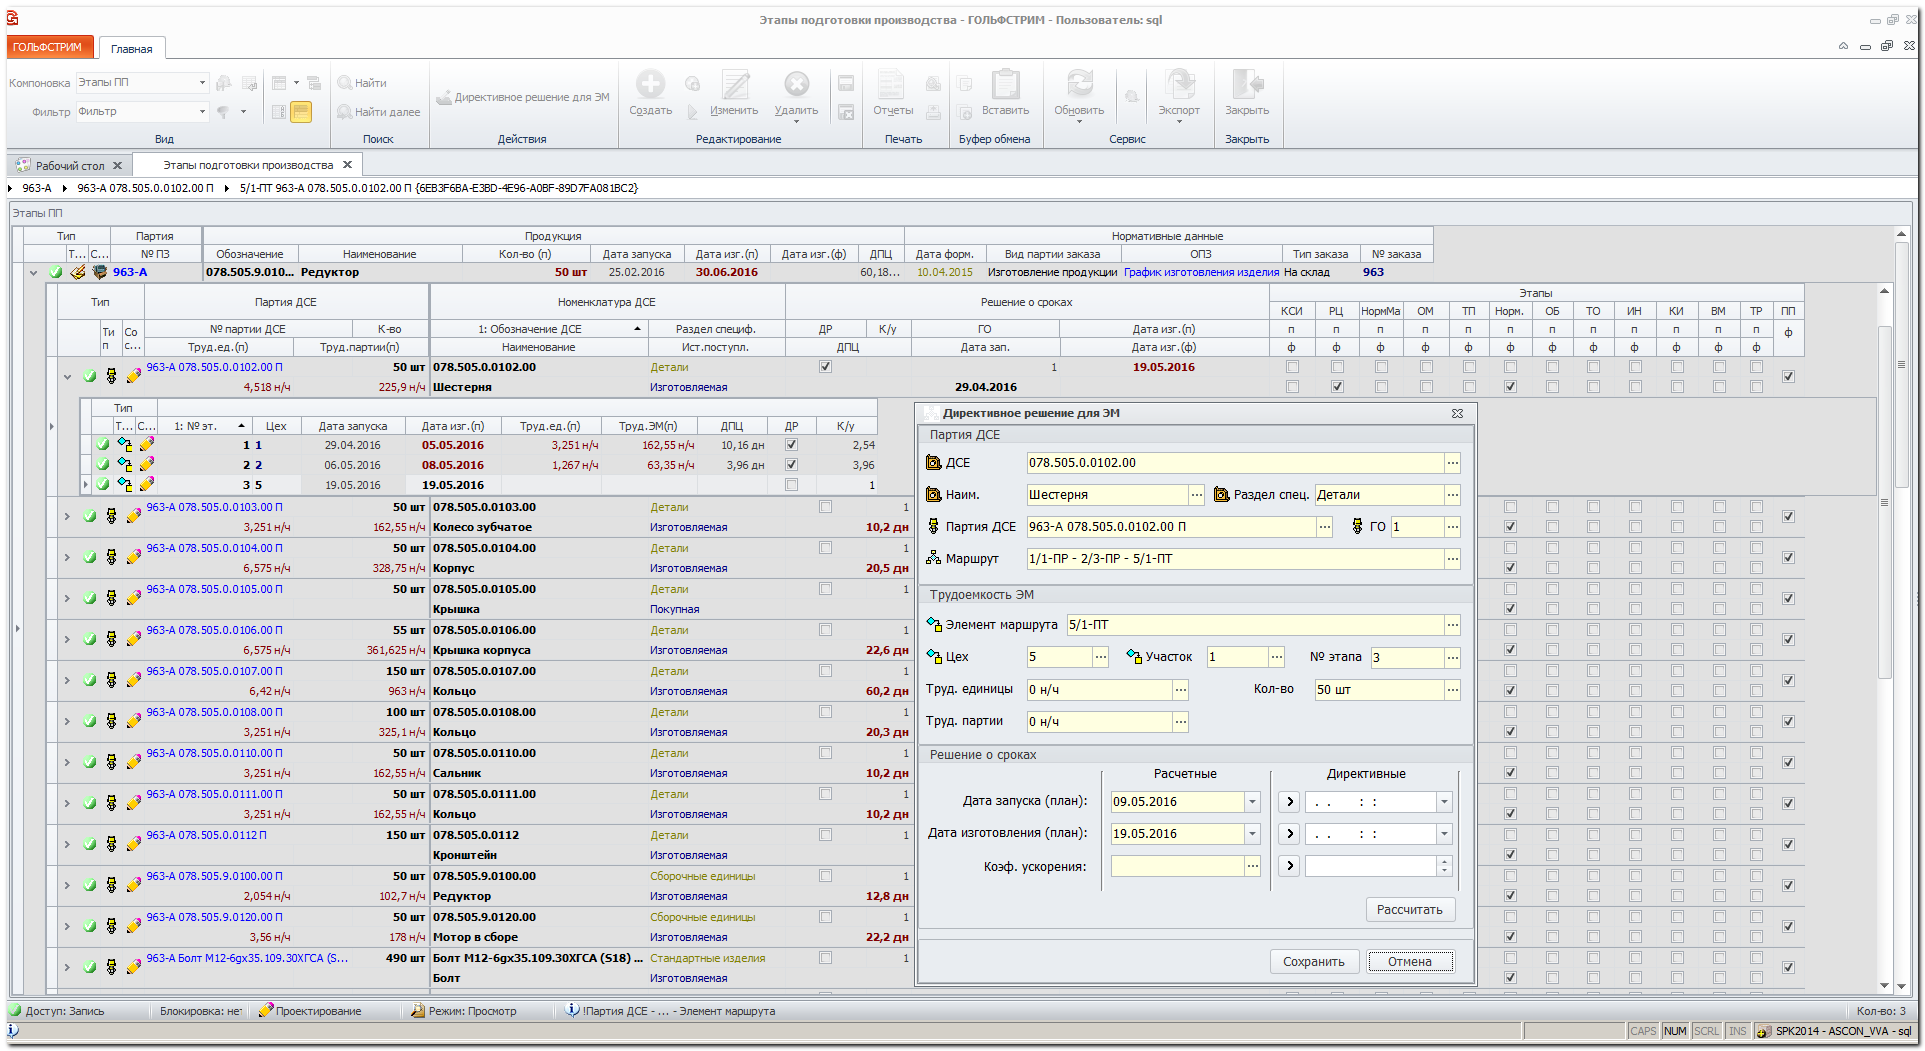 Этапы подготовки производства - ГОЛЬФСТРИМ - Пользователь: sql
ГОЛЬФСТРИМ Главная
Компоновка Этапы ПП
Фильтр Фильтр
Вид
Найти
Найти далее
Поиск
Директивное решение для ЭМ
Действия
Создать Изменить Удалить
Редактирование
Отчеты
Печать
Вставить
Буфер обмена
Обновить Экспорт
Сервис
Закрыть
Закрыть
Рабочий стол Этапы подготовки производства
963-А 963-А 078.505.0.0102.00 П 5/1-ПТ 963-А 078.505.0.0102.00 П {6EB3F6BA-E3BD-4E96-A0BF-89D7FA081BC2}
Этапы ПП
Тип Партия Продукция Нормативные данные
Т... С... № ПЗ Обозначение Наименование Кол-во (п) Дата запуска Дата изг.(п) Дата изг.(ф) ДПЦ Дата форм. Вид партии заказа ОПЗ Тип заказа № заказа
963-А 078.505.9.010... Редуктор 50 шт 25.02.2016 30.06.2016 60,18... 10.04.2015 Изготовление продукции График изготовления изделия На склад 963
Тип Партия ДСЕ Номенклатура ДСЕ Решение о сроках Этапы
КСИ РЦ НормМа ОМ ТП Норм. ОБ ТО ИН КИ ВМ ТР ПП
Ти п Со с... № партии ДСЕ К-во 1: Обозначение ДСЕ Раздел специф. ДР К/у ГО Дата изг.(п) п п п п п п п п п п п п ф
Труд.ед.(п) Труд.партии(п) Наименование Ист.поступл. ДПЦ Дата зап. Дата изг.(ф) ф ф ф ф ф ф ф ф ф ф ф ф
963-А 078.505.0.0102.00 П 50 шт 078.505.0.0102.00 Детали 1 19.05.2016
4,518 н/ч 225,9 н/ч Шестерня Изготовляемая 29.04.2016
Тип
Т... С... 1: № эт. Цех Дата запуска Дата изг.(п) Труд.ед.(п) Труд.ЭМ(п) ДПЦ ДР К/у
1 1 29.04.2016 05.05.2016 3,251 н/ч 162,55 н/ч 10,16 дн 2,54
2 2 06.05.2016 08.05.2016 1,267 н/ч 63,35 н/ч 3,96 дн 3,96
3 5 19.05.2016 19.05.2016 1
963-А 078.505.0.0103.00 П 50 шт 078.505.0.0103.00 Детали 1
3,251 н/ч 162,55 н/ч Колесо зубчатое Изготовляемая 10,2 дн
963-А 078.505.0.0104.00 П 50 шт 078.505.0.0104.00 Детали 1
6,575 н/ч 328,75 н/ч Корпус Изготовляемая 20,5 дн
963-А 078.505.0.0105.00 П 50 шт 078.505.0.0105.00 Детали 1
Крышка Покупная
963-А 078.505.0.0106.00 П 55 шт 078.505.0.0106.00 Детали 1
6,575 н/ч 361,625 н/ч Крышка корпуса Изготовляемая 22,6 дн
963-А 078.505.0.0107.00 П 150 шт 078.505.0.0107.00 Детали 1
6,42 н/ч 963 н/ч Кольцо Изготовляемая 60,2 дн
963-А 078.505.0.0108.00 П 100 шт 078.505.0.0108.00 Детали 1
3,251 н/ч 325,1 н/ч Кольцо Изготовляемая 20,3 дн
963-А 078.505.0.0110.00 П 50 шт 078.505.0.0110.00 Детали 1
3,251 н/ч 162,55 н/ч Сальник Изготовляемая 10,2 дн
963-А 078.505.0.0111.00 П 50 шт 078.505.0.0111.00 Детали 1
3,251 н/ч 162,55 н/ч Кольцо Изготовляемая 10,2 дн
963-А 078.505.0.0112 П 150 шт 078.505.0.0112 Детали 1
Кронштейн Изготовляемая
963-А 078.505.9.0100.00 П 50 шт 078.505.9.0100.00 Сборочные единицы 1
2,054 н/ч 102,7 н/ч Редуктор Изготовляемая 12,8 дн
963-А 078.505.9.0120.00 П 50 шт 078.505.9.0120.00 Сборочные единицы 1
3,56 н/ч 178 н/ч Мотор в сборе Изготовляемая 22,2 дн
963-А Болт М12-6gх35.109.30ХГСА (S... 490 шт Болт М12-6gх35.109.30ХГСА (S18) ... Стандартные изделия 1
Болт Изготовляемая
Директивное решение для ЭМ
Партия ДСЕ
ДСЕ 078.505.0.0102.00
Наим. Шестерня Раздел спец. Детали
Партия ДСЕ 963-А 078.505.0.0102.00 П ГО 1
Маршрут 1/1-ПР - 2/3-ПР - 5/1-ПТ
Трудоемкость ЭМ
Элемент маршрута 5/1-ПТ
Цех 5 Участок 1 № этапа 3
Труд. единицы 0 н/ч Кол-во 50 шт
Труд. партии 0 н/ч
Решение о сроках
Расчетные Директивные
Дата запуска (план): 09.05.2016 . . : :
Дата изготовления (план): 19.05.2016 . . : :
Коэф. ускорения:
Рассчитать
Сохранить Отмена
Доступ: Запись Блокировка: нет Проектирование Режим: Просмотр !Партия ДСЕ - ... - Элемент маршрута Кол-во: 3
CAPS NUM SCRL INS SPK2014 - ASCON_VVA - sql